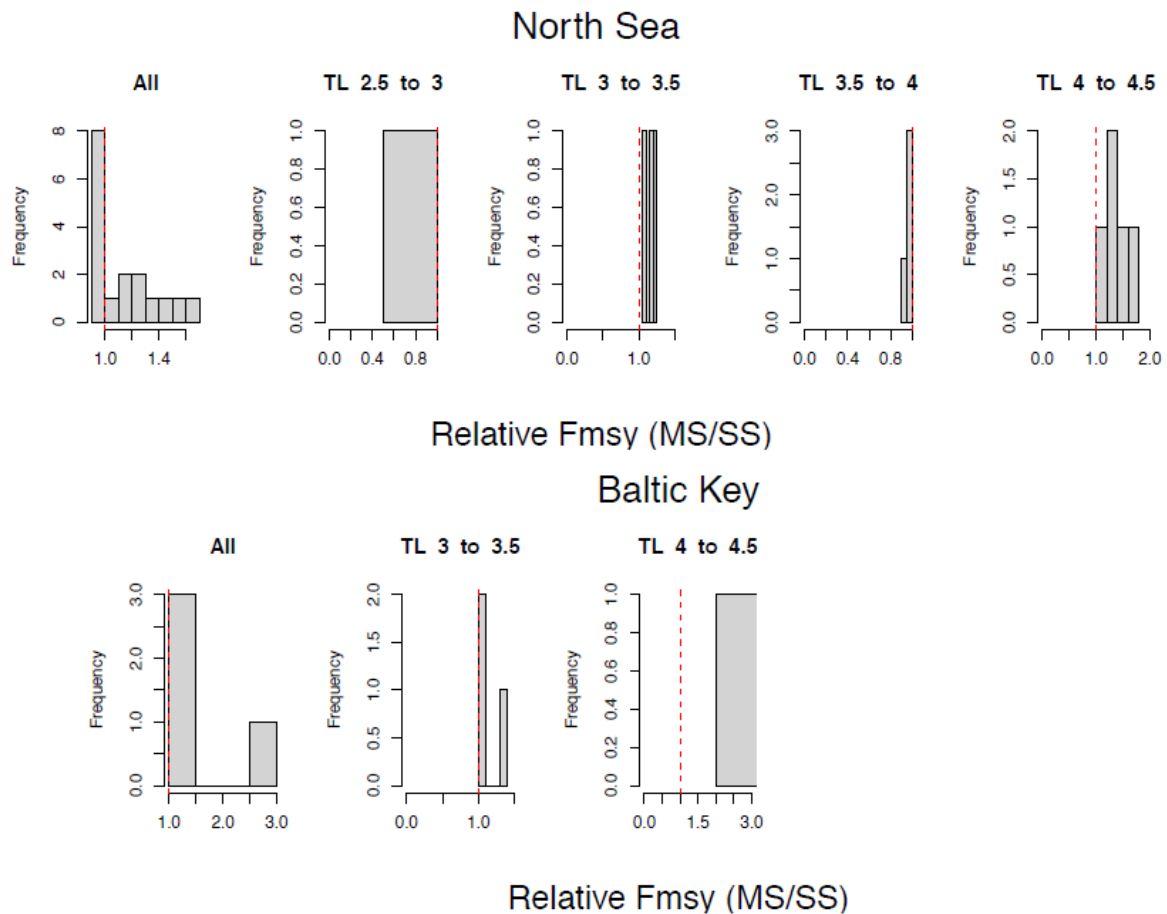 North Sea
All
TL 2.5 to 3
TL 3 to 3.5
TL 3.5 to 4
TL 4 to 4.5
Frequency
0 2 4 6 8
1.0 1.4
Frequency
0.0 0.2 0.4 0.6 0.8 1.0
0.0 0.4 0.8
Frequency
0.0 0.2 0.4 0.6 0.8 1.0
0.0 1.0
Frequency
0.0 1.0 2.0 3.0
0.0 0.4 0.8
Frequency
0.0 0.5 1.0 1.5 2.0
0.0 1.0 2.0
Relative Fmsy (MS/SS)
Baltic Key
All
TL 3 to 3.5
TL 4 to 4.5
Frequency
0.0 1.0 2.0 3.0
1.0 2.0 3.0
Frequency
0.0 0.5 1.0 1.5 2.0
0.0 1.0
Frequency
0.0 0.2 0.4 0.6 0.8 1.0
0.0 1.5 3.0
Relative Fmsy (MS/SS)